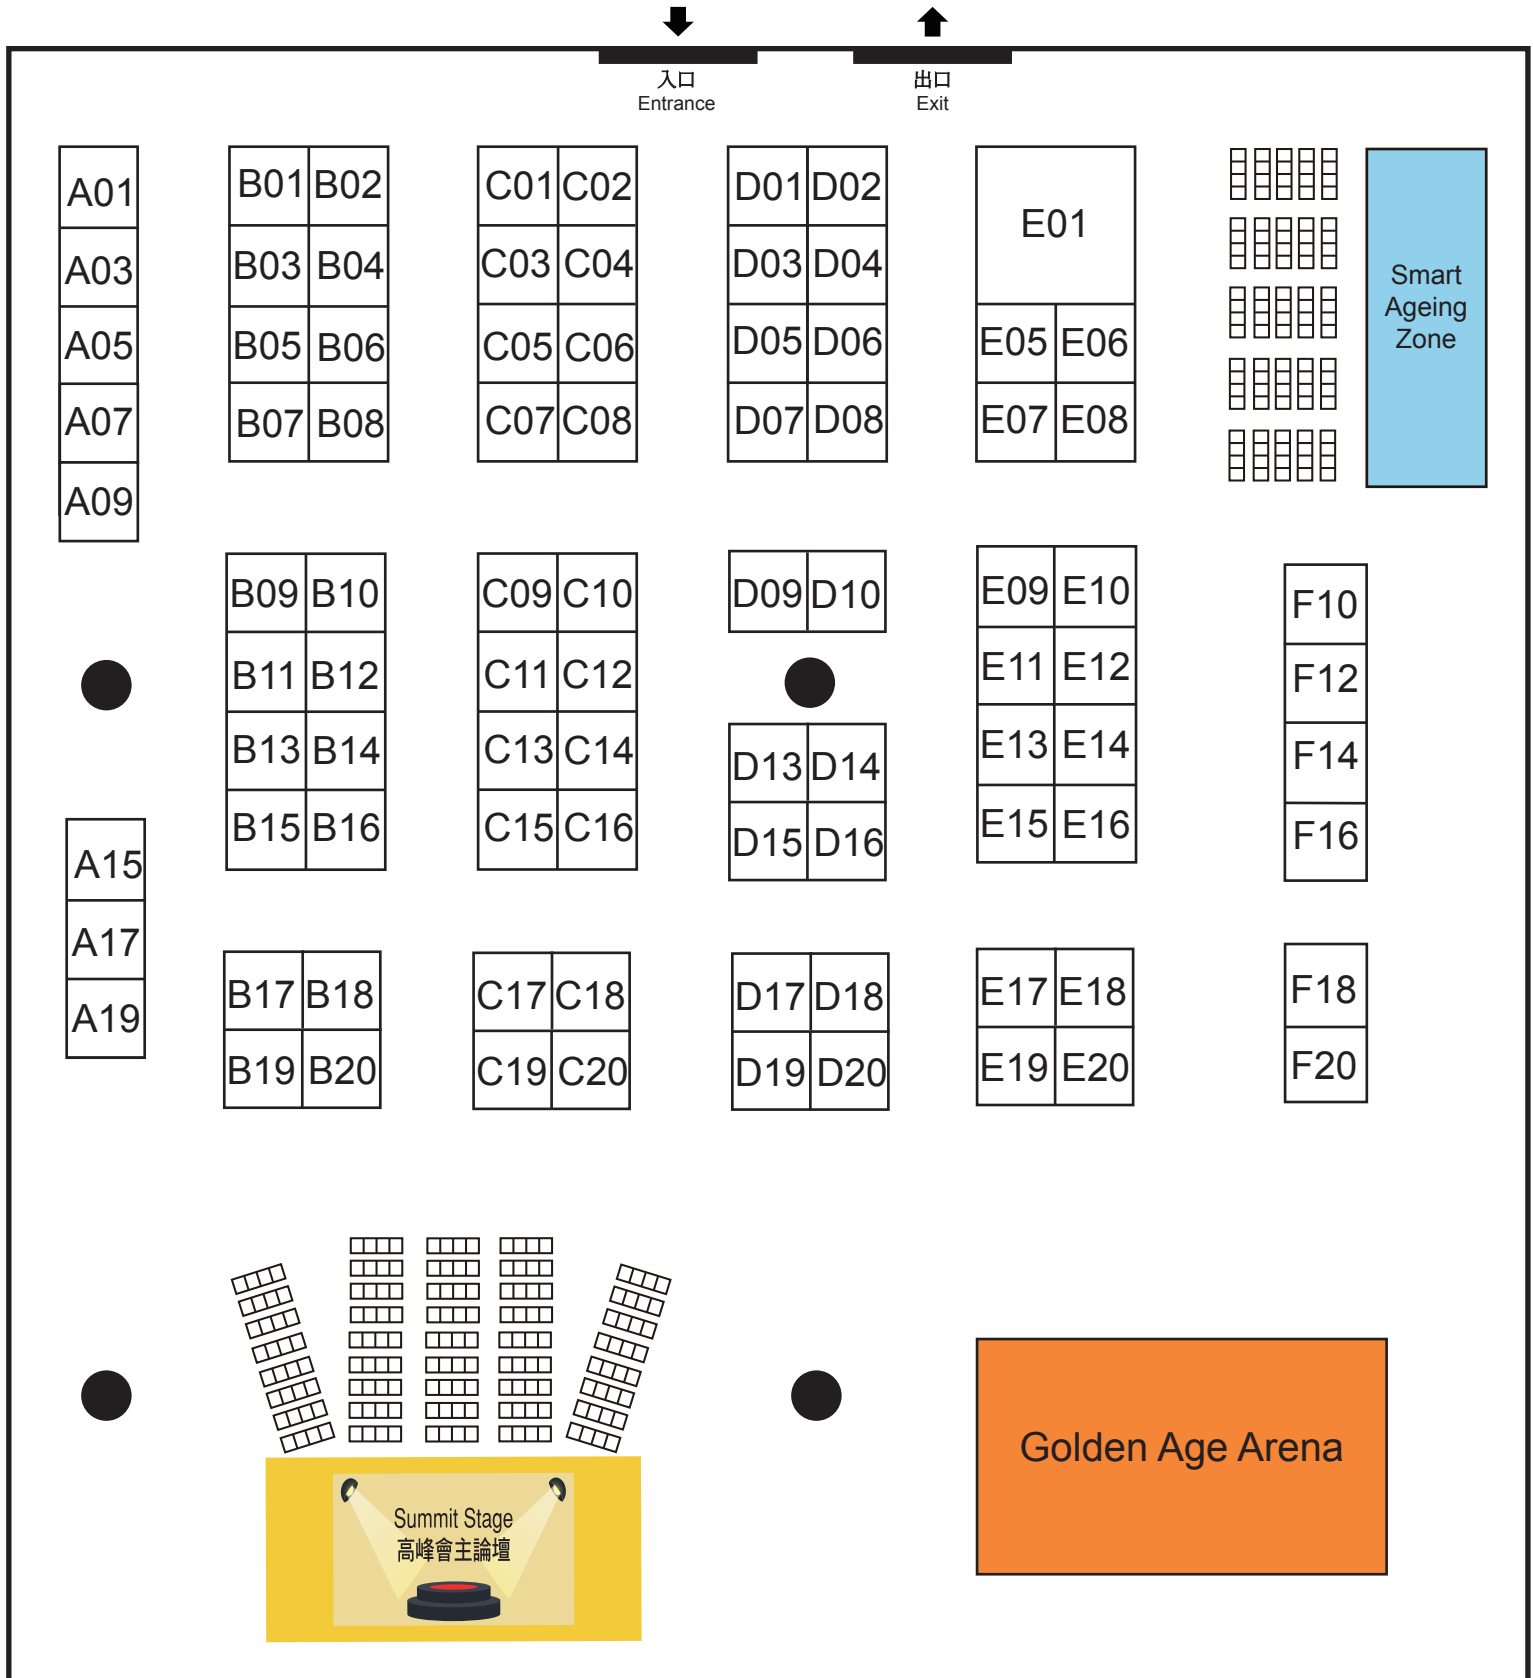 入口
Entrance
出口
Exit
A01
B01 B02
C01 C02
D01 D02
E01
A03
B03 B04
C03 C04
D03 D04
Smart
Ageing
Zone
A05
B05 B06
C05 C06
D05 D06
E05 E06
A07
B07 B08
C07 C08
D07 D08
E07 E08
A09
B09 B10
C09 C10
D09 D10
E09 E10
F10
B11 B12
C11 C12
E11 E12
F12
B13 B14
C13 C14
D13 D14
E13 E14
F14
B15 B16
C15 C16
D15 D16
E15 E16
F16
A15
A17
B17 B18
C17 C18
D17 D18
E17 E18
F18
A19
B19 B20
C19 C20
D19 D20
E19 E20
F20
Golden Age Arena
Summit Stage
高峰會主論壇